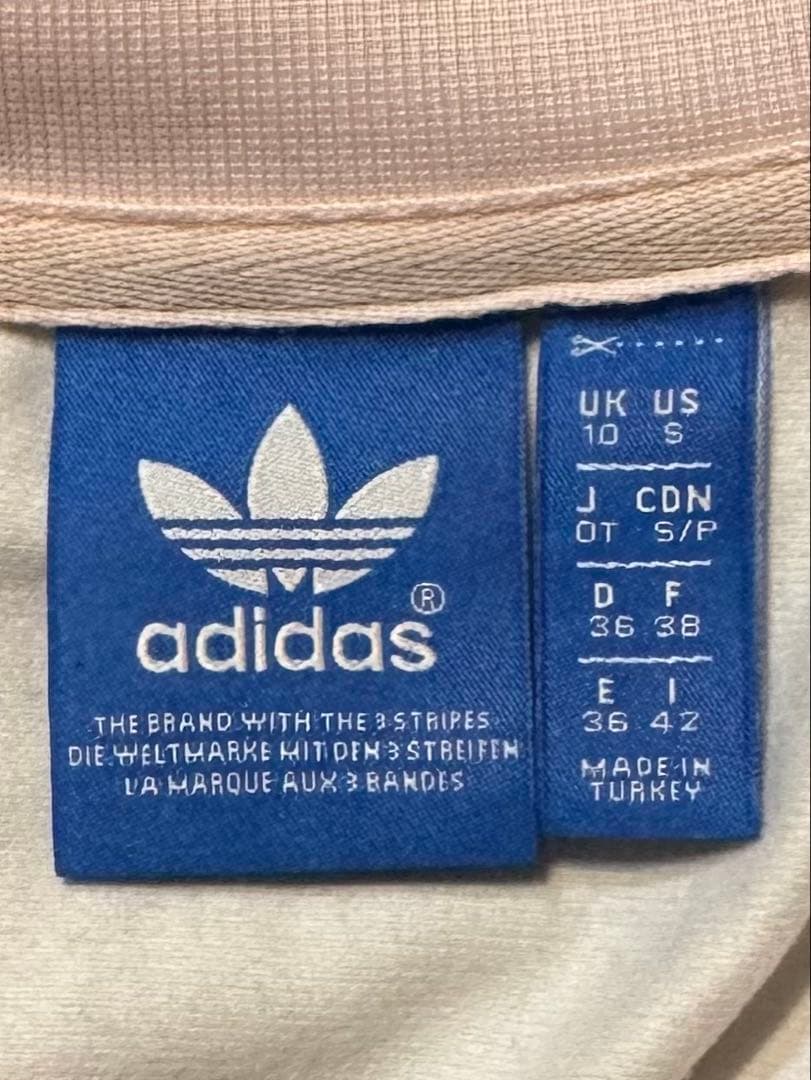 adidas®
THE BRAND WITH THE 3 STRIPES
DIE WELTMARKE MIT DEN 3 STREIFEN
LA MARQUE AUX 3 BANDES
UK US
10 S
J CDN
OT S/P
D F
36 38
E I
36 42
MADE IN
TURKEY